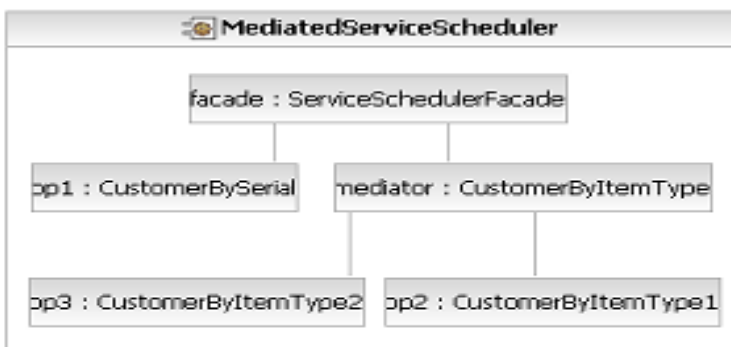 MediatedServiceScheduler
facade : ServiceSchedulerFacade
op1 : CustomerBySerial
mediator : CustomerByItemType
op3 : CustomerByItemType2
op2 : CustomerByItemType1